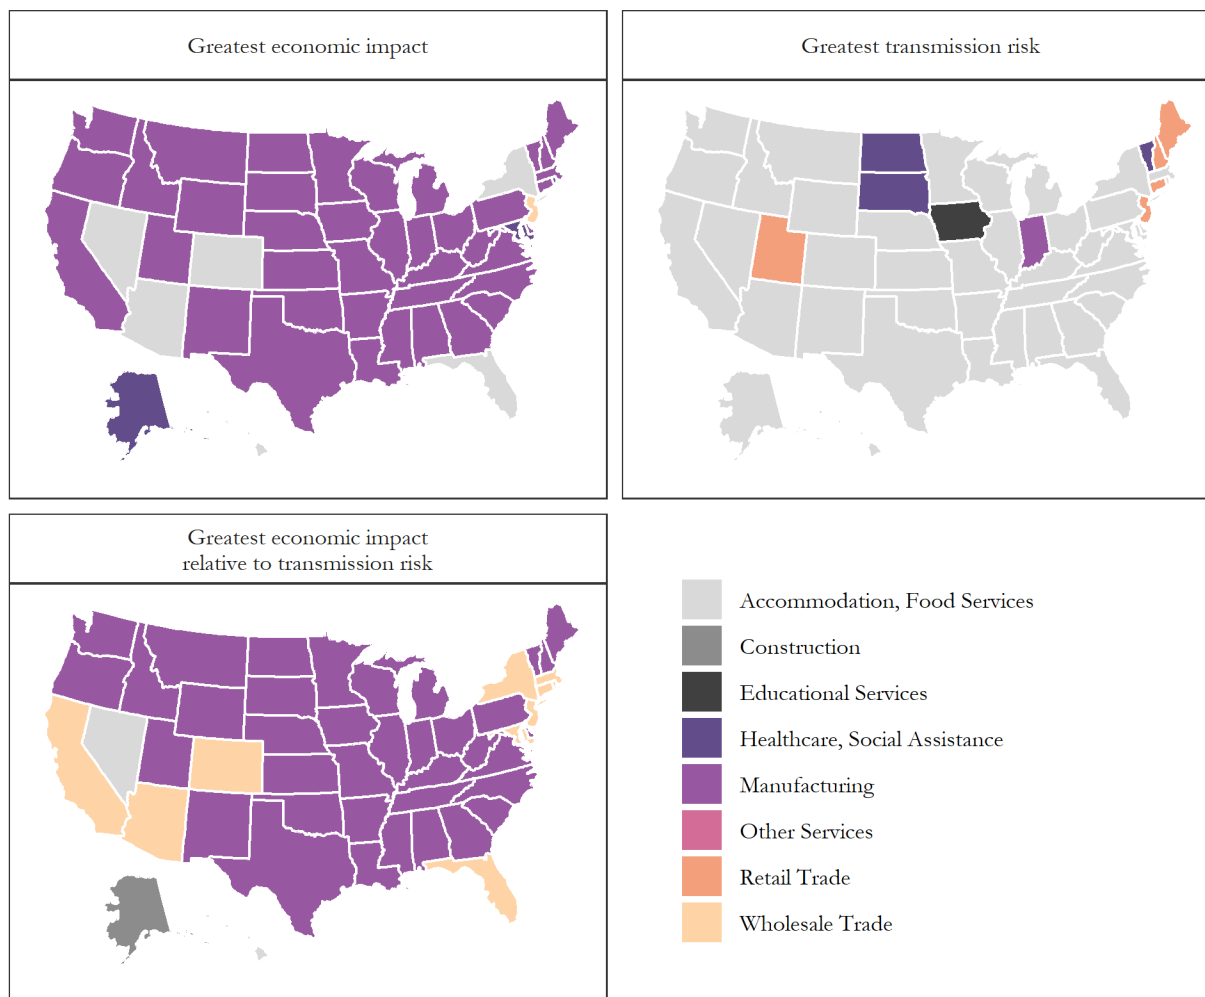 Greatest economic impact
Greatest transmission risk
Greatest economic impact
relative to transmission risk
Accommodation, Food Services
Construction
Educational Services
Healthcare, Social Assistance
Manufacturing
Other Services
Retail Trade
Wholesale Trade